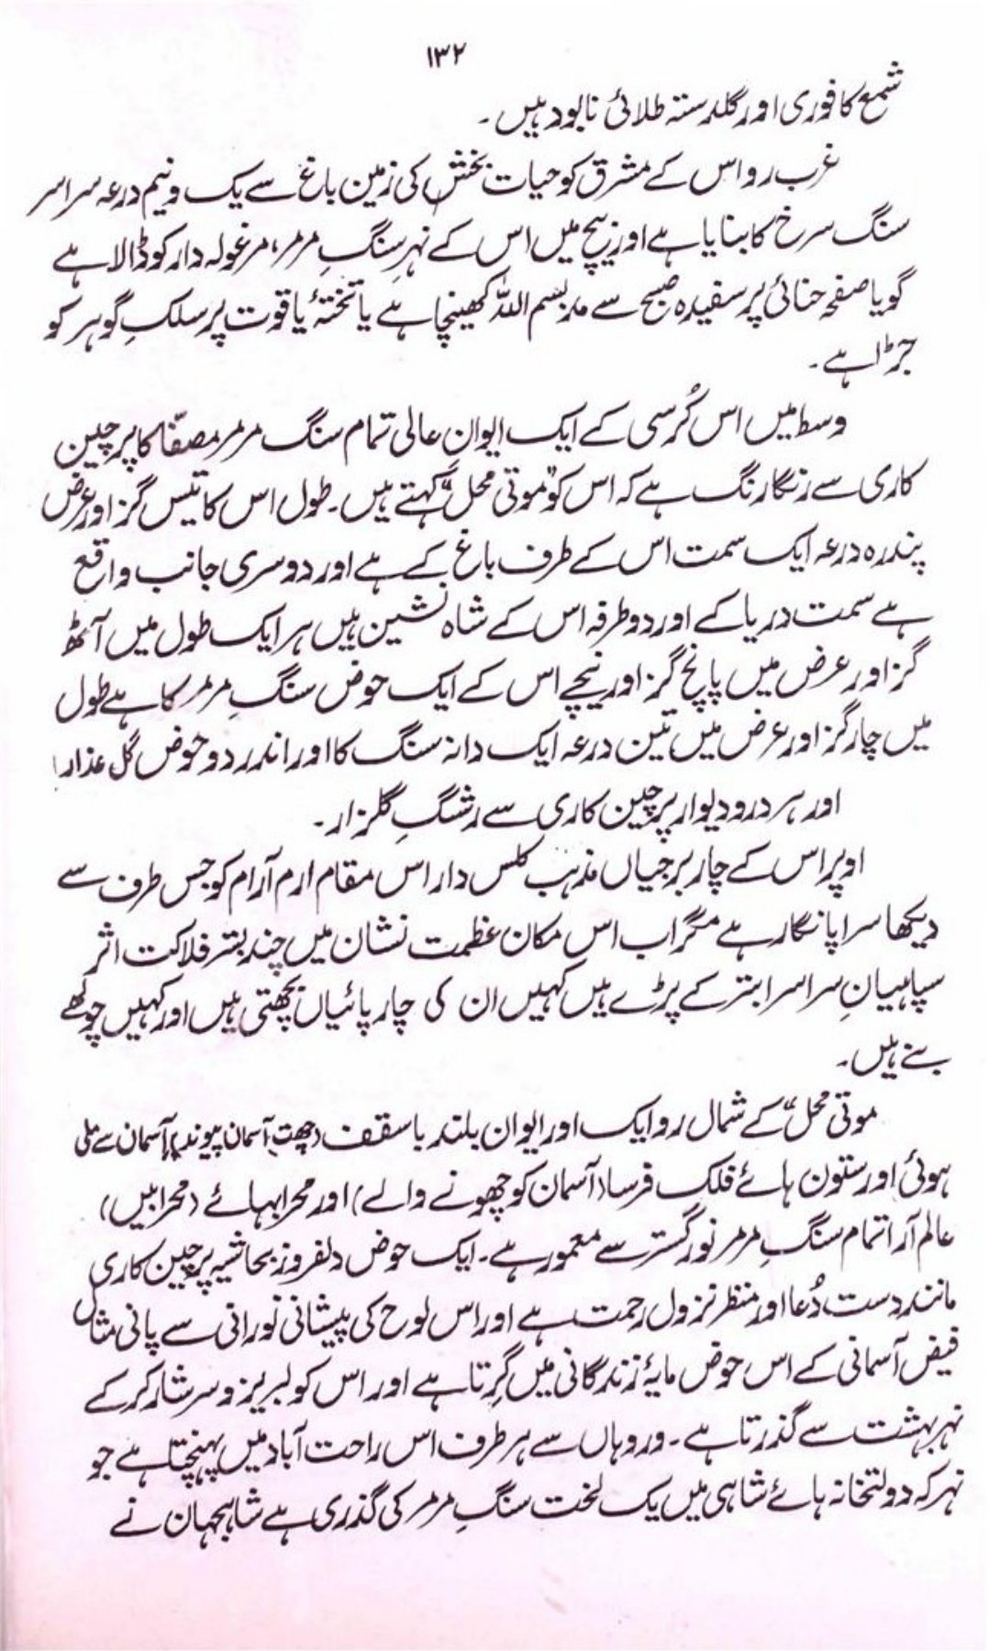 ۱۳۲
شمع کافوری اور گلدستہ طلائی نابود ہیں۔
غرب رو اس کے مشرق کو حیات بخش کی زمین باغ سے یک و نیم درعہ سراسر
سنگ سرخ کا بنایا ہے اور بیچ میں اس کے نہرِ سنگِ مرمر، مرغولہ دار کو ڈالا ہے
گویا صفحہ حنائی پر سفیدہ صبح سے مد بسم اللہ کھینچا ہے یا تختۂ یاقوت پر سلکِ گوہر کو
جڑا ہے۔
وسط میں اس کُرسی کے ایک ایوانِ عالی تمام سنگ مرمر مصفّا کا پرچین
کاری سے رنگا رنگ ہے کہ اس کو "موتی محل" کہتے ہیں۔ طول اس کا تیس گز اور عرض
پندرہ درعہ ایک سمت اس کے طرف باغ کے ہے اور دوسری جانب واقع
ہے سمت دریا کے اور دو طرفہ اس کے شاہ نشین ہیں ہر ایک طول میں آٹھ
گز اور عرض میں پانچ گز اور نیچے اس کے ایک حوض سنگِ مرمر کا ہے طول
میں چار گز اور عرض میں تین درعہ ایک دانہ سنگ کا اور اندر دو حوض گل عذار
اور ہر در و دیوار پرچین کاری سے رشگِ گلزار۔
اوپر اس کے چار برجیاں مذہب کلس دار اس مقام ارم آرام کو جس طرف سے
دیکھا سراپا نگار ہے مگر اب اس مکان عظمت نشان میں چند بستر فلاکت اثر
سپاہیانِ سراسر ابتر کے پڑے ہیں کہیں ان کی چارپائیاں بچھتی ہیں اور کہیں چولھے
بنے ہیں۔
موتی محل" کے شمال رو ایک اور ایوان بلند با سقف (چھت) آسمان پیوند (آسمان سے ملی
ہوئی اور ستون ہائے فلک فرسا (آسمان کو چھونے والے) اور محرابہائے (محرابیں)
عالم آرا تمام سنگِ مرمر نور گستر سے معمور ہے۔ ایک حوض دلفروز بحاشیہ پرچین کاری
مانند دست دُعا اور منظر نزول رحمت ہے اور اس لوح کی پیشانی نورانی سے پانی مثال
فیض آسمانی کے اس حوض مایۂ زندگانی میں گرتا ہے اور اس کو لبریز و سرشار کر کے
نہر بہشت سے گذرتا ہے۔ ور وہاں سے ہر طرف اس راحت آباد میں پہنچتا ہے جو
نہر کہ دولتخانہ ہائے شاہی میں یک لخت سنگِ مرمر کی گذری ہے شاہجہان نے